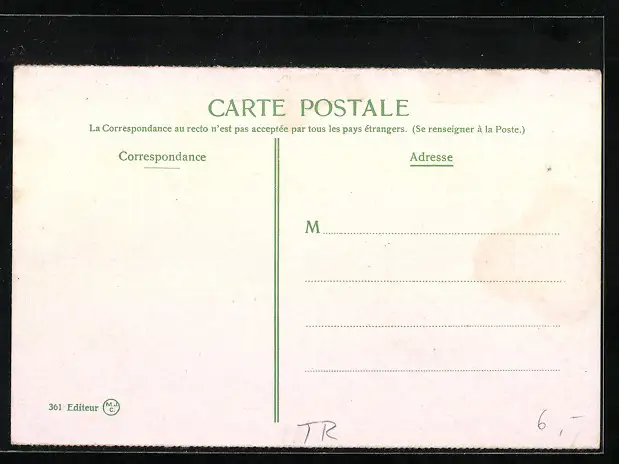 CARTE POSTALE
La Correspondance au recto n'est pas acceptée par tous les pays étrangers. (Se renseigner à la Poste.)
Correspondance
Adresse
M
361 Editeur M.J.C.
TR
6,-